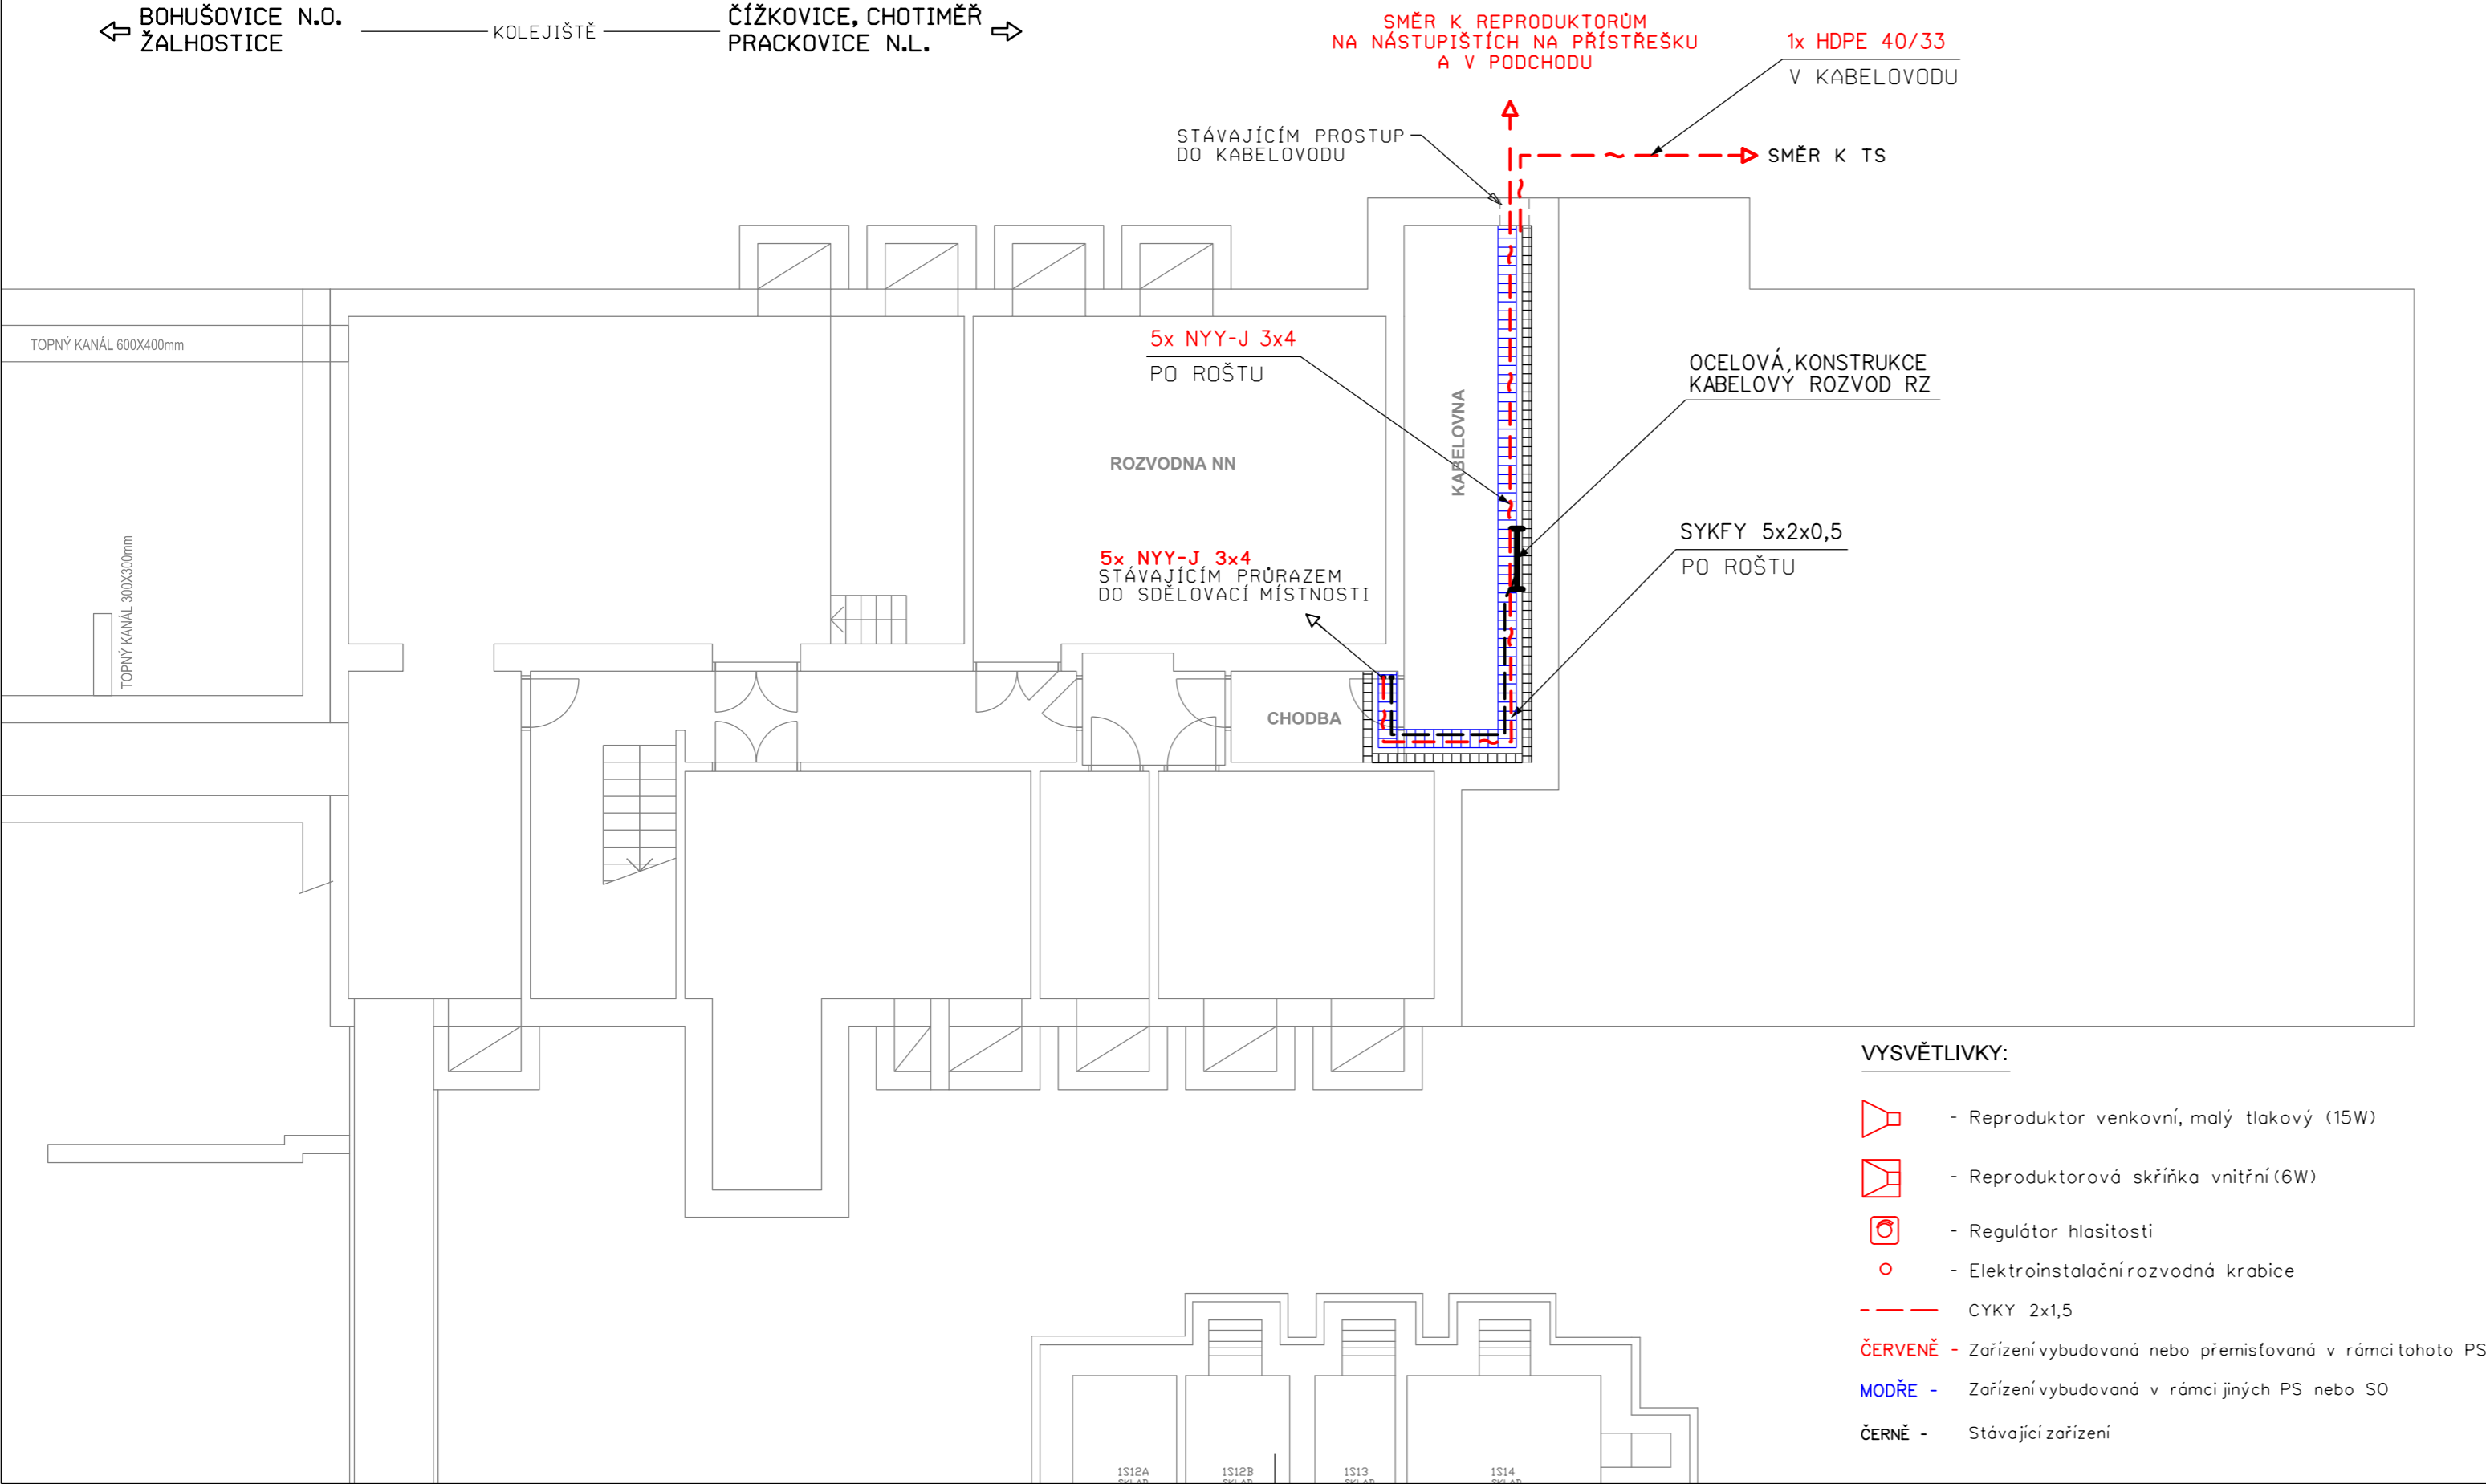 BOHUŠOVICE N.O.
ŽALHOSTICE
KOLEJIŠTĚ
ČÍŽKOVICE, CHOTIMĚŘ
PRACKOVICE N.L.
SMĚR K REPRODUKTORŮM
NA NÁSTUPIŠTÍCH NA PŘÍSTŘEŠKU
A V PODCHODU
1x HDPE 40/33
V KABELOVODU
STÁVAJÍCÍM PROSTUP
DO KABELOVODU
SMĚR K TS
TOPNÝ KANÁL 600X400mm
5x NYY-J 3x4
PO ROŠTU
OCELOVÁ,KONSTRUKCE
KABELOVY ROZVOD RZ
KABELOVNA
ROZVODNA NN
TOPNÝ KANÁL 300X300mm
SYKFY 5x2x0,5
PO ROŠTU
5x NYY-J 3x4
STÁVAJÍCÍM PRŮRAZEM
DO SDĚLOVACÍ MÍSTNOSTI
CHODBA
VYSVĚTLIVKY:
- Reproduktor venkovní, malý tlakový (15W)
- Reproduktorová skříňka vnitřní (6W)
- Regulátor hlasitosti
- Elektroinstalační rozvodná krabice
CYKY 2x1,5
ČERVENĚ - Zařízení vybudovaná nebo přemisťovaná v rámci tohoto PS
MODŘE - Zařízení vybudovaná v rámci jiných PS nebo SO
ČERNĚ - Stávající zařízení
1S12A
SKLAD
1S12B
SKLAD
1S13
SKLAD
1S14
SKLAD